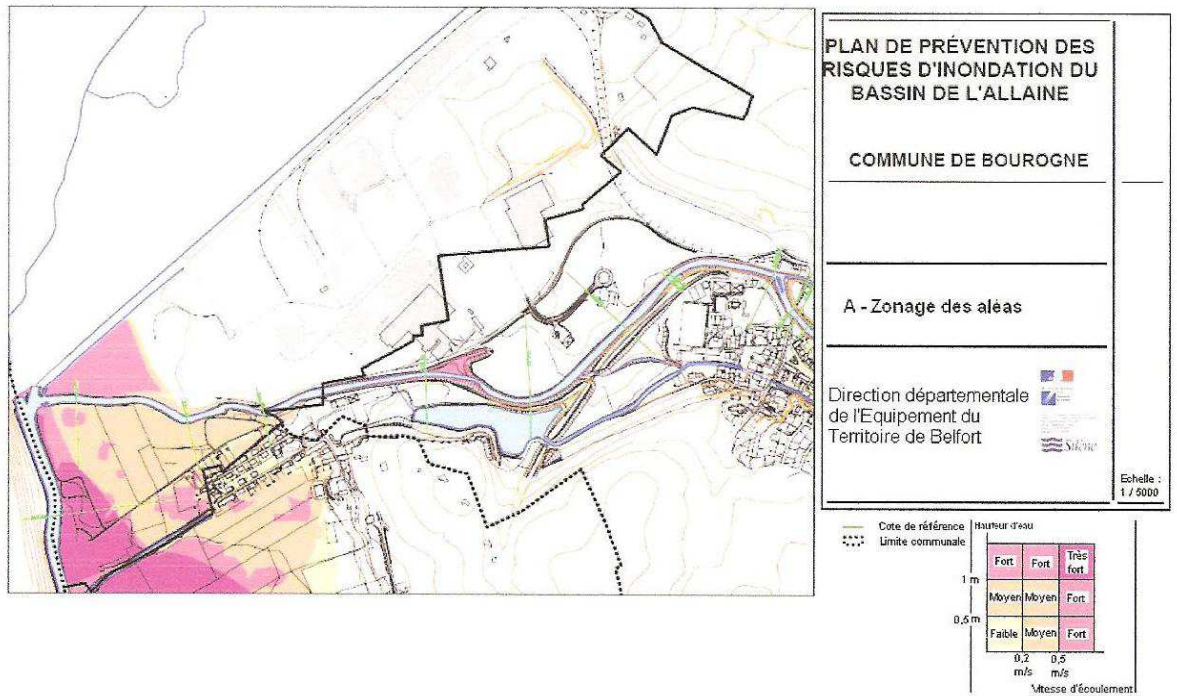 PLAN DE PRÉVENTION DES
RISQUES D'INONDATION DU
BASSIN DE L'ALLAINE
COMMUNE DE BOUROGNE
A - Zonage des aléas
Direction départementale
de l'Equipement du
Territoire de Belfort
Silène
Echelle :
1 / 5000
Cote de référence
Limite communale
Hauteur d'eau
Fort
Fort
Très
fort
1 m
Moyen
Moyen
Fort
0,5 m
Faible
Moyen
Fort
0,2
m/s
0,5
m/s
Vitesse d'écoulement